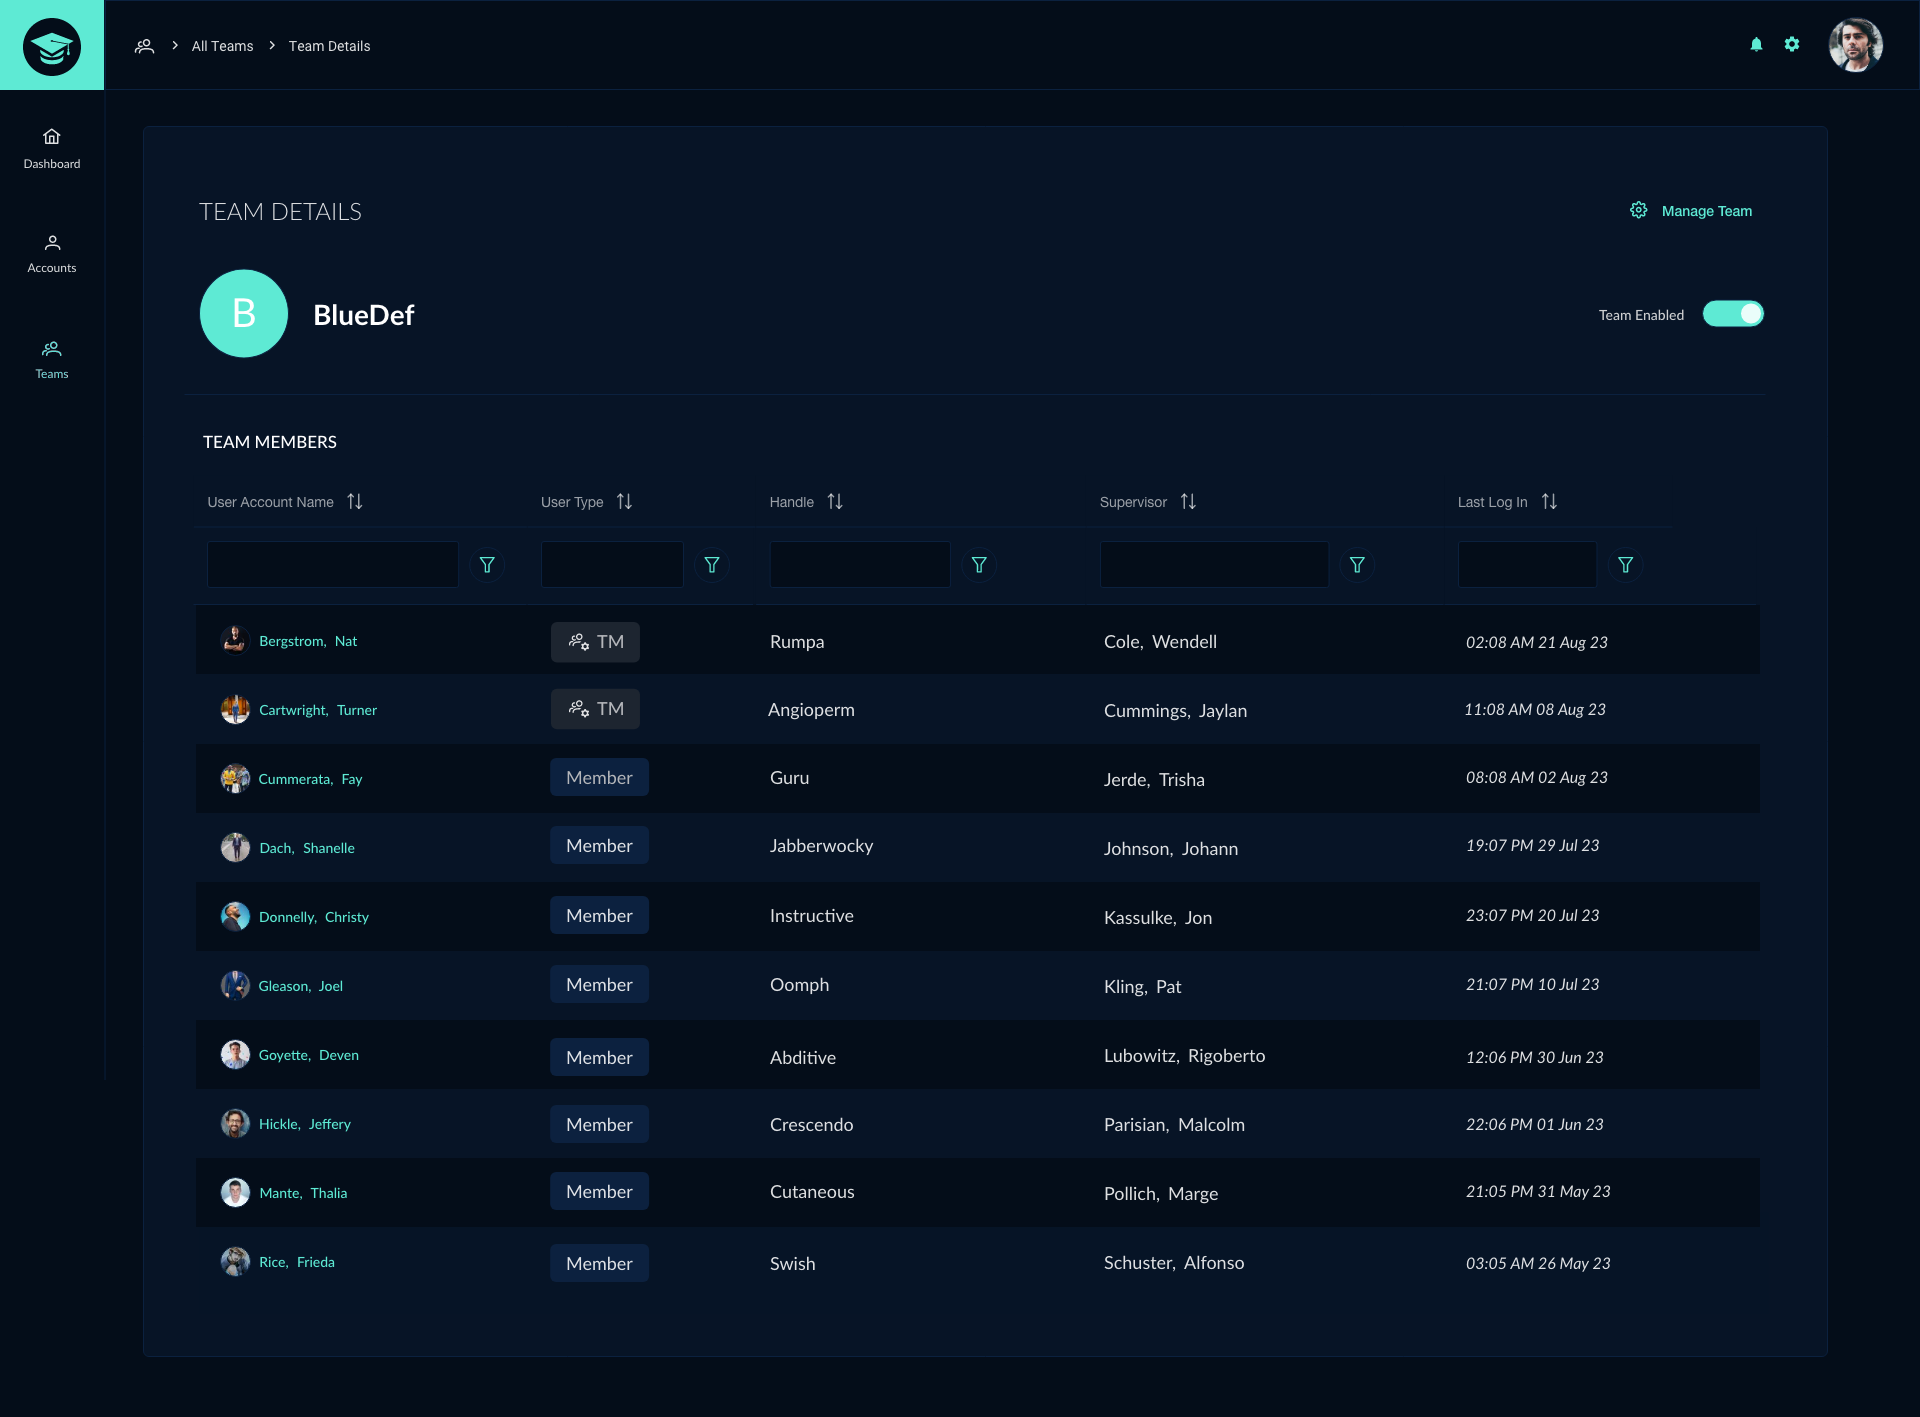 All Teams Team Details
Dashboard
Accounts
Teams
TEAM DETAILS
Manage Team
B
BlueDef
Team Enabled
TEAM MEMBERS
User Account Name User Type Handle Supervisor Last Log In
Bergstrom, Nat TM Rumpa Cole, Wendell 02:08 AM 21 Aug 23
Cartwright, Turner TM Angioperm Cummings, Jaylan 11:08 AM 08 Aug 23
Cummerata, Fay Member Guru Jerde, Trisha 08:08 AM 02 Aug 23
Dach, Shanelle Member Jabberwocky Johnson, Johann 19:07 PM 29 Jul 23
Donnelly, Christy Member Instructive Kassulke, Jon 23:07 PM 20 Jul 23
Gleason, Joel Member Oomph Kling, Pat 21:07 PM 10 Jul 23
Goyette, Deven Member Abditive Lubowitz, Rigoberto 12:06 PM 30 Jun 23
Hickle, Jeffery Member Crescendo Parisian, Malcolm 22:06 PM 01 Jun 23
Mante, Thalia Member Cutaneous Pollich, Marge 21:05 PM 31 May 23
Rice, Frieda Member Swish Schuster, Alfonso 03:05 AM 26 May 23